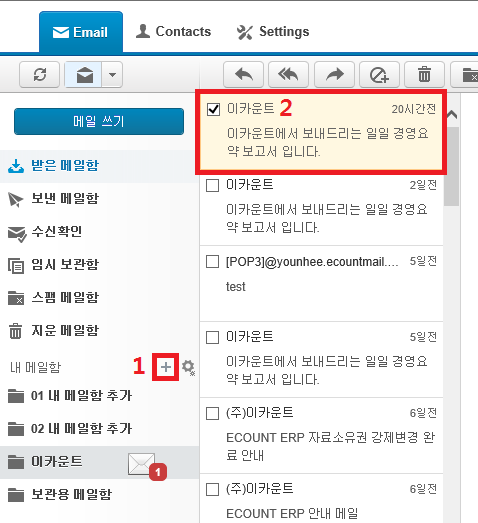 Email
Contacts
Settings
메일 쓰기
받은 메일함
보낸 메일함
수신확인
임시 보관함
스팸 메일함
지운 메일함
내 메일함
1
01 내 메일함 추가
02 내 메일함 추가
이카운트
1
보관용 메일함
이카운트 2 20시간전
이카운트에서 보내드리는 일일 경영요
약 보고서 입니다.
이카운트 2일전
이카운트에서 보내드리는 일일 경영요
약 보고서 입니다.
[POP3]@younhee.ecountmail.... 5일전
test
이카운트 5일전
이카운트에서 보내드리는 일일 경영요
약 보고서 입니다.
(주)이카운트 6일전
ECOUNT ERP 자료소유권 강제변경 완
료 안내
(주)이카운트 6일전
ECOUNT ERP 안내 메일